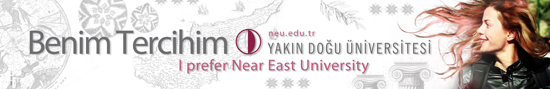 neu.edu.tr
Benim Tercihim YAKIN DOĞU ÜNİVERSİTESİ
I prefer Near East University